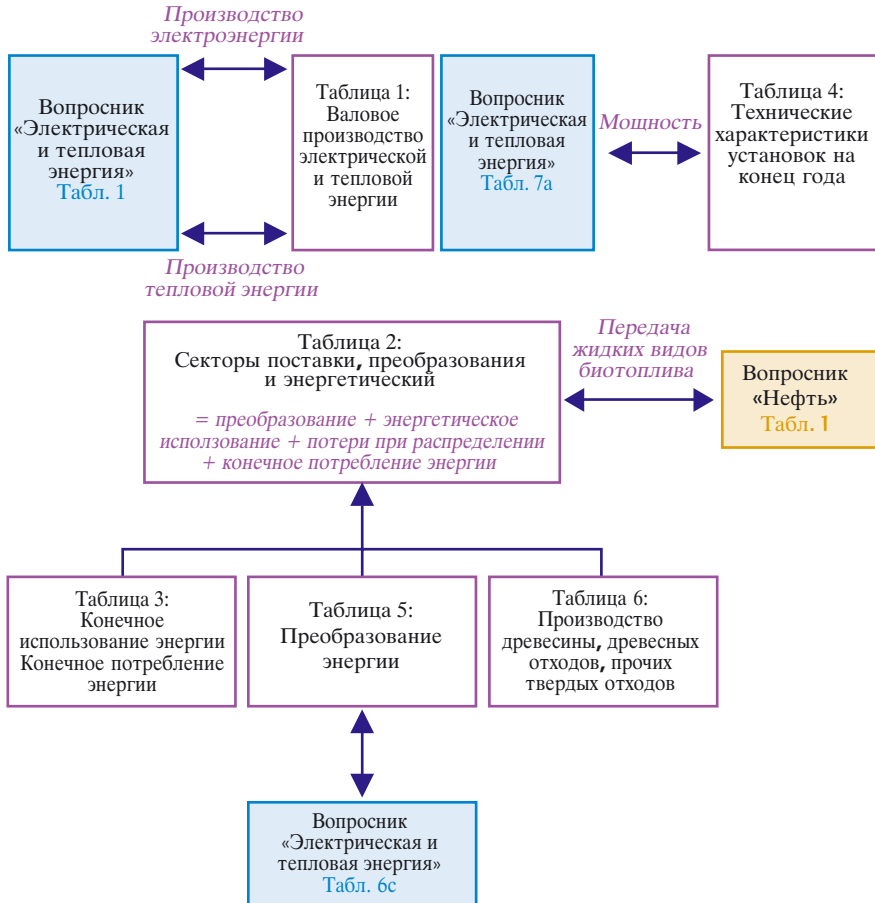 Производство
электроэнергии
Вопросник
«Электрическая
и тепловая
энергия»
Табл. 1
Таблица 1:
Валовое
производство
электрической
и тепловой
энергии
Вопросник
«Электрическая
и тепловая
энергия»
Табл. 7a
Мощность
Таблица 4:
Технические
характеристики
установок на
конец года
Производство
тепловой энергии
Таблица 2:
Секторы поставки, преобразования
и энергетический
= преобразование + энергетическое
исползование + потери при распределении
+ конечное потребление энергии
Передача
жидких видов
биотоплива
Вопросник
«Нефть»
Табл. 1
Таблица 3:
Конечное
использование энергии
Конечное потребление
энергии
Таблица 5:
Преобразование
энергии
Таблица 6:
Производство
древесины, древесных
отходов, прочих
твердых отходов
Вопросник
«Электрическая и
тепловая энергия»
Табл. 6c